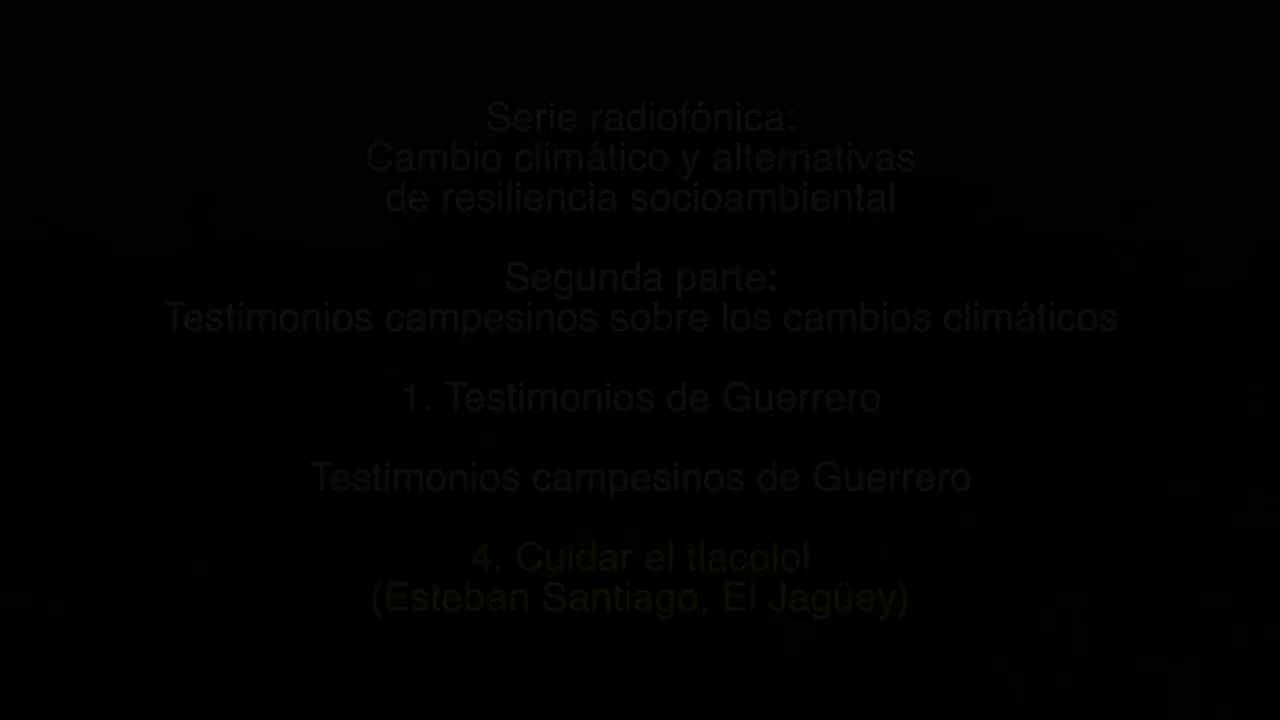 Serie radiofónica:
Cambio climático y alternativas
de resiliencia socioambiental
Segunda parte:
Testimonios campesinos sobre los cambios climáticos
1. Testimonios de Guerrero
Testimonios campesinos de Guerrero
4. Cuidar el tlacolol
(Esteban Santiago, El Jagüey)